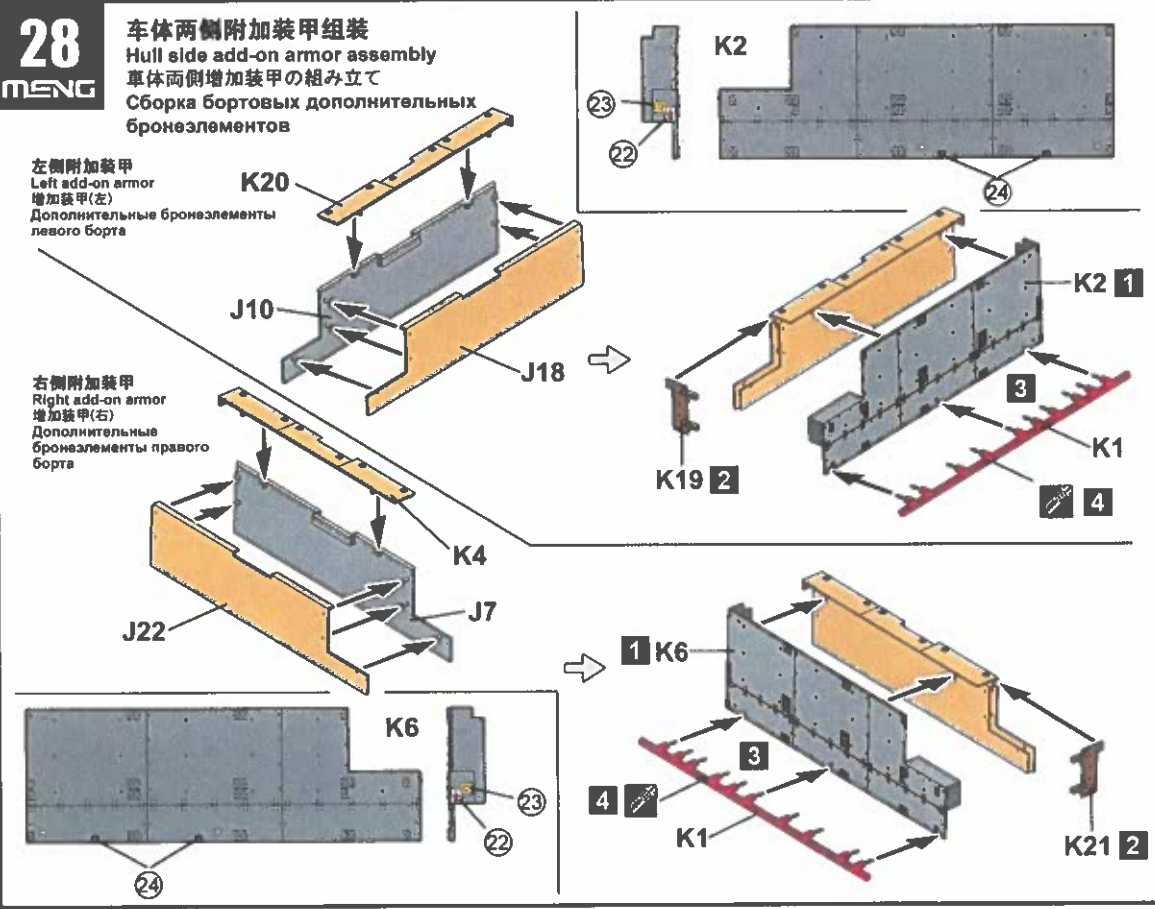 28
MENG
车体两侧附加装甲组装
Hull side add-on armor assembly
車体両側増加装甲の組み立て
Сборка бортовых дополнительных
бронеэлементов
左侧附加装甲
Left add-on armor
增加装甲(左)
Дополнительные бронеэлементы
левого борта
K20
J10
J18
K2
23
22
24
K2 1
3
K19 2
K1
4
右侧附加装甲
Right add-on armor
增加装甲(右)
Дополнительные
бронеэлементы правого
борта
K4
J7
J22
K6
23
22
24
1 K6
3
4
K1
K21 2